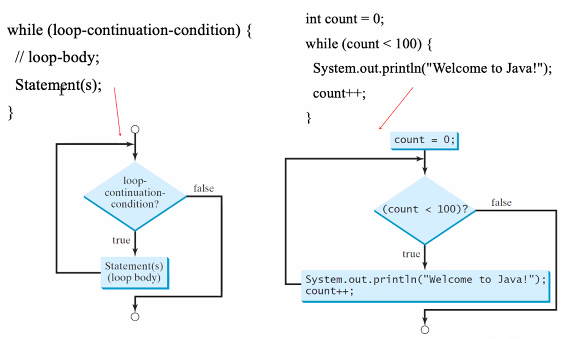 while (loop-continuation-condition) {
// loop-body;
Statement(s);
}
int count = 0;
while (count < 100) {
System.out.println("Welcome to Java!");
count++;
}
loop-
continuation-
condition?
false
true
Statement(s)
(loop body)
count = 0;
(count < 100)?
false
true
System.out.println("Welcome to Java!");
count++;